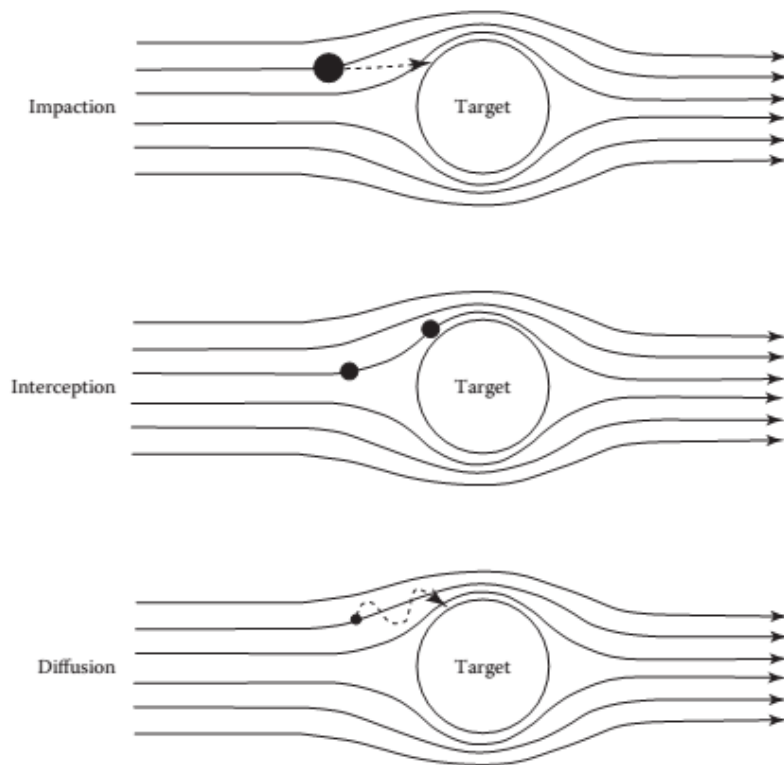 Impaction
Target
Interception
Target
Diffusion
Target